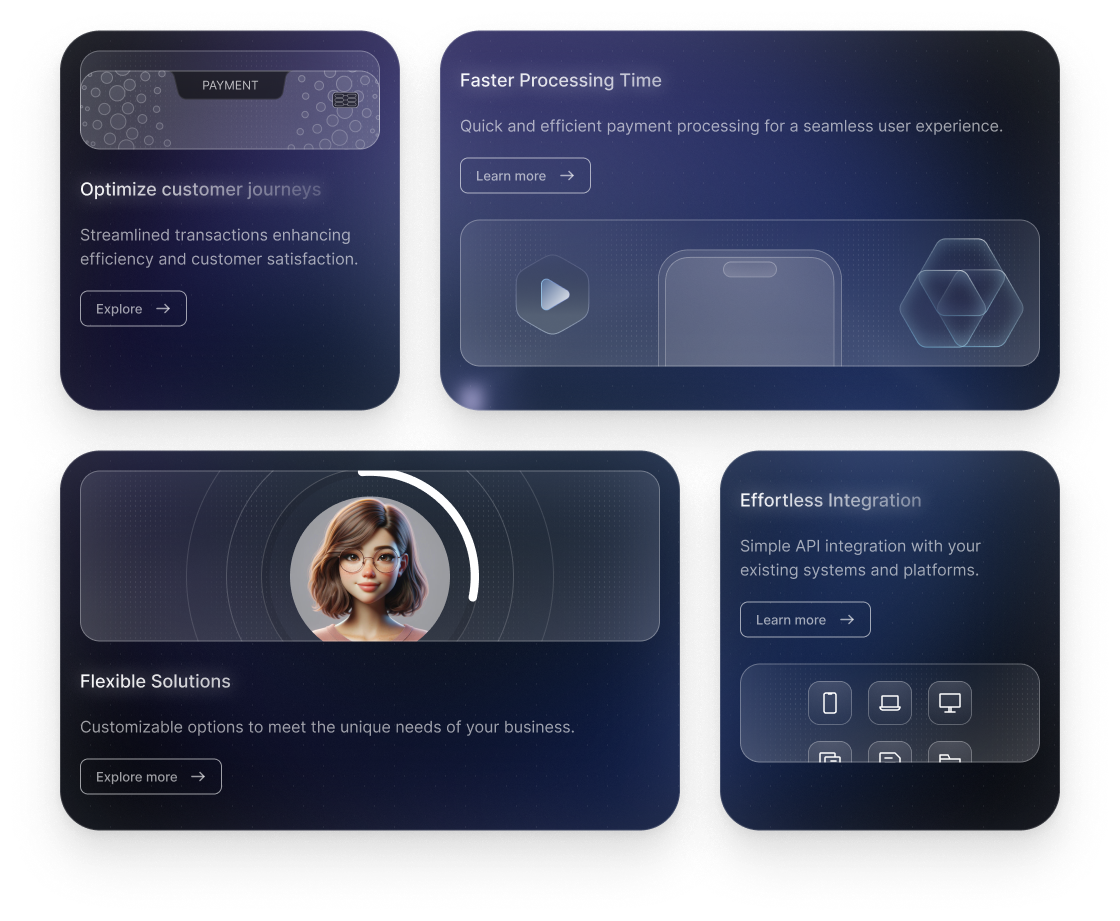 PAYMENT
Optimize customer journeys
Streamlined transactions enhancing
efficiency and customer satisfaction.
Explore
Faster Processing Time
Quick and efficient payment processing for a seamless user experience.
Learn more
Flexible Solutions
Customizable options to meet the unique needs of your business.
Explore more
Effortless Integration
Simple API integration with your
existing systems and platforms.
Learn more